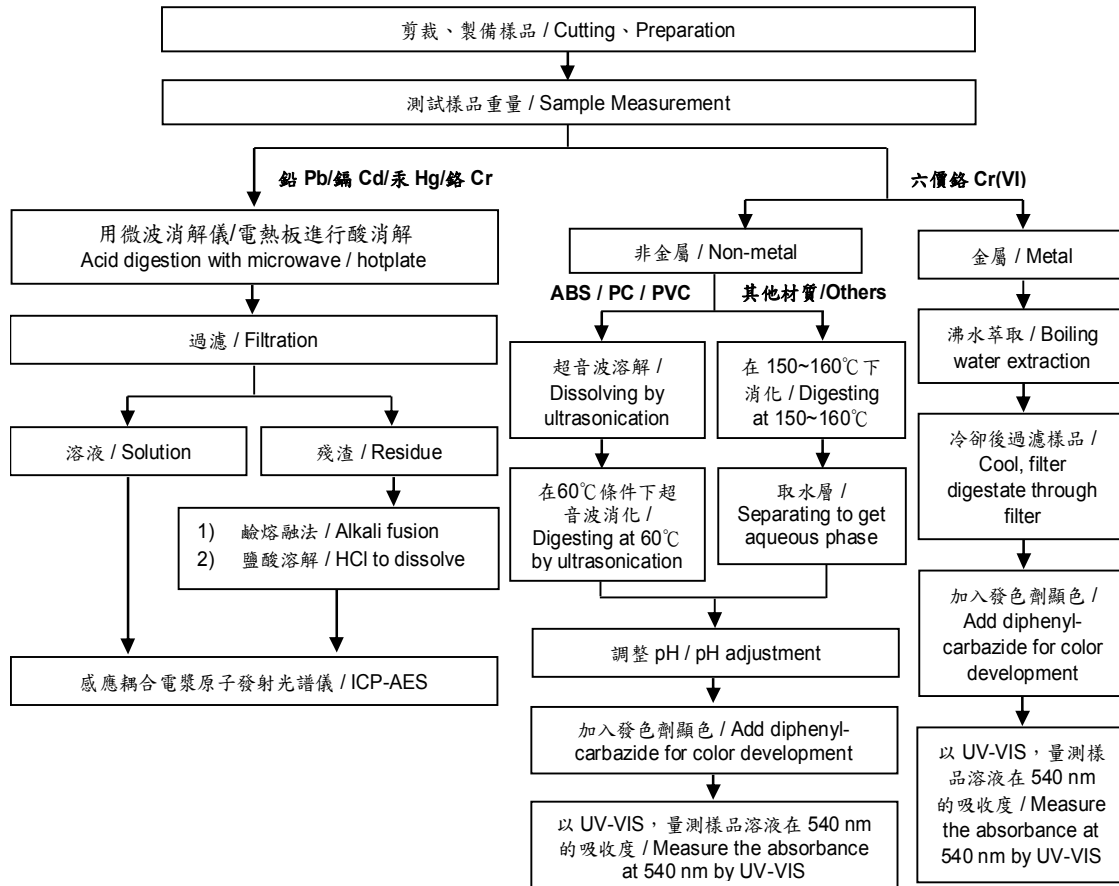 剪裁、製備樣品 / Cutting、Preparation
測試樣品重量 / Sample Measurement
鉛 Pb/鎘 Cd/汞 Hg/鉻 Cr
六價鉻 Cr(VI)
用微波消解儀/電熱板進行酸消解
Acid digestion with microwave / hotplate
過濾 / Filtration
溶液 / Solution
殘渣 / Residue
1) 鹼熔融法 / Alkali fusion
2) 鹽酸溶解 / HCl to dissolve
感應耦合電漿原子發射光譜儀 / ICP-AES
非金屬 / Non-metal
ABS / PC / PVC
其他材質/Others
超音波溶解 /
Dissolving by
ultrasonication
在 150~160℃下
消化 / Digesting
at 150~160℃
在60℃條件下超
音波消化 /
Digesting at 60℃
by ultrasonication
取水層 /
Separating to get
aqueous phase
調整 pH / pH adjustment
加入發色劑顯色 / Add diphenyl-
carbazide for color development
以 UV-VIS，量測樣品溶液在 540 nm
的吸收度 / Measure the absorbance
at 540 nm by UV-VIS
金屬 / Metal
沸水萃取 / Boiling
water extraction
冷卻後過濾樣品 /
Cool, filter
digestate through
filter
加入發色劑顯色 /
Add diphenyl-
carbazide for color
development
以 UV-VIS，量測樣
品溶液在 540 nm
的吸收度 / Measure
the absorbance at
540 nm by UV-VIS